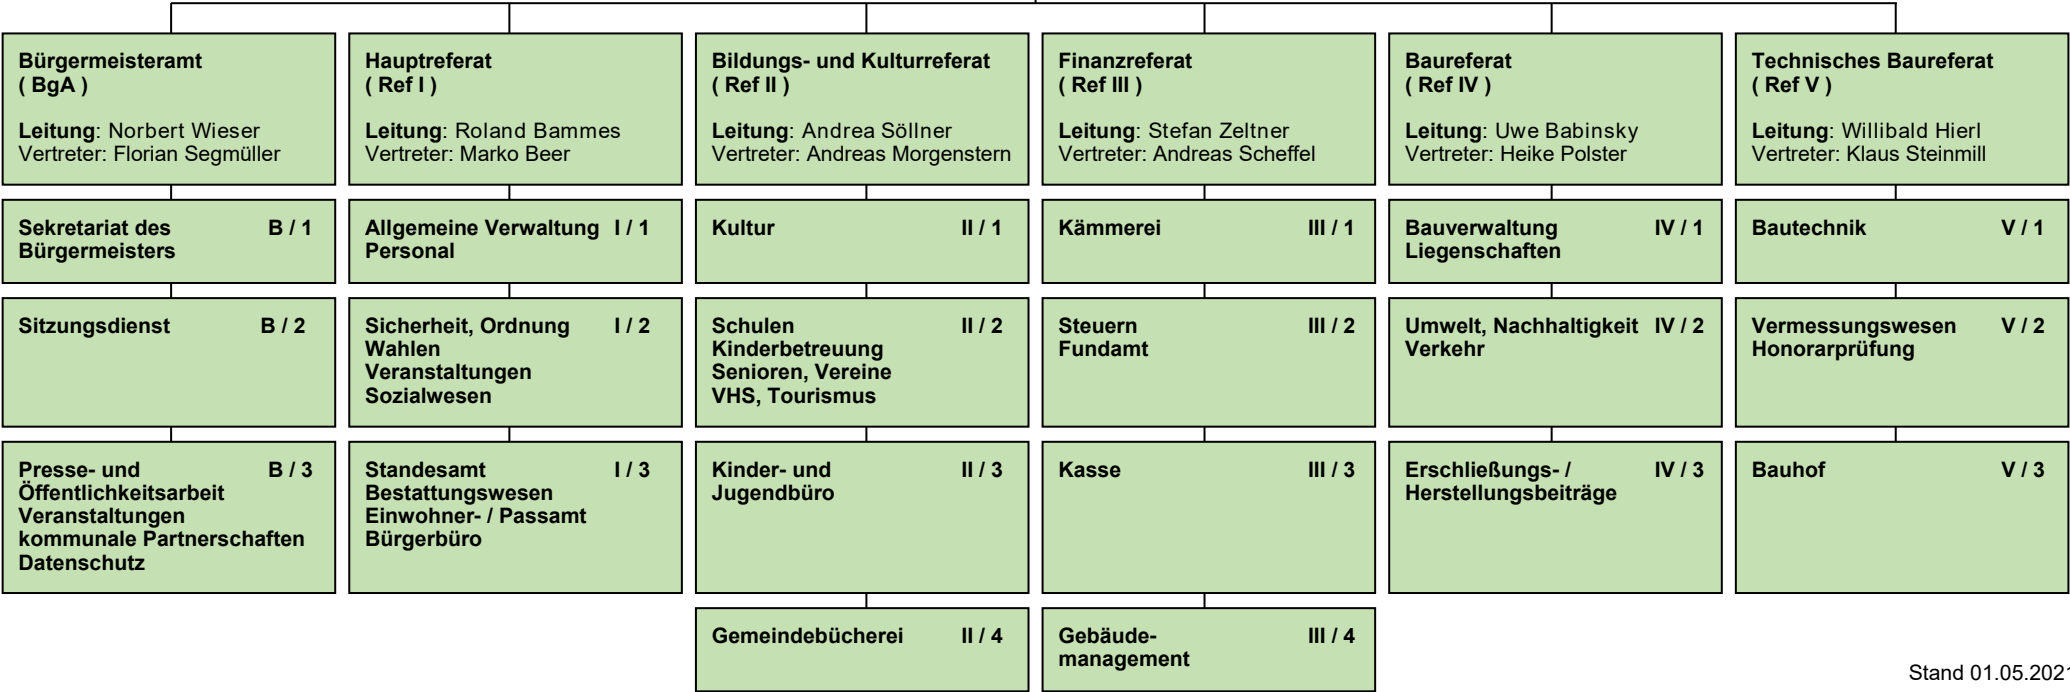 Bürgermeisteramt
( BgA )
Leitung: Norbert Wieser
Vertreter: Florian Segmüller
Hauptreferat
( Ref I )
Leitung: Roland Bammes
Vertreter: Marko Beer
Bildungs- und Kulturreferat
( Ref II )
Leitung: Andrea Söllner
Vertreter: Andreas Morgenstern
Finanzreferat
( Ref III )
Leitung: Stefan Zeltner
Vertreter: Andreas Scheffel
Baureferat
( Ref IV )
Leitung: Uwe Babinsky
Vertreter: Heike Polster
Technisches Baureferat
( Ref V )
Leitung: Willibald Hierl
Vertreter: Klaus Steinmill
Sekretariat des B / 1
Bürgermeisters
Allgemeine Verwaltung I / 1
Personal
Kultur II / 1
Kämmerei III / 1
Bauverwaltung IV / 1
Liegenschaften
Bautechnik V / 1
Sitzungsdienst B / 2
Sicherheit, Ordnung I / 2
Wahlen
Veranstaltungen
Sozialwesen
Schulen II / 2
Kinderbetreuung
Senioren, Vereine
VHS, Tourismus
Steuern III / 2
Fundamt
Umwelt, Nachhaltigkeit IV / 2
Verkehr
Vermessungswesen V / 2
Honorarprüfung
Presse- und B / 3
Öffentlichkeitsarbeit
Veranstaltungen
kommunale Partnerschaften
Datenschutz
Standesamt I / 3
Bestattungswesen
Einwohner- / Passamt
Bürgerbüro
Kinder- und II / 3
Jugendbüro
Kasse III / 3
Erschließungs- / IV / 3
Herstellungsbeiträge
Bauhof V / 3
Gemeindebücherei II / 4
Gebäude- III / 4
management
Stand 01.05.2021